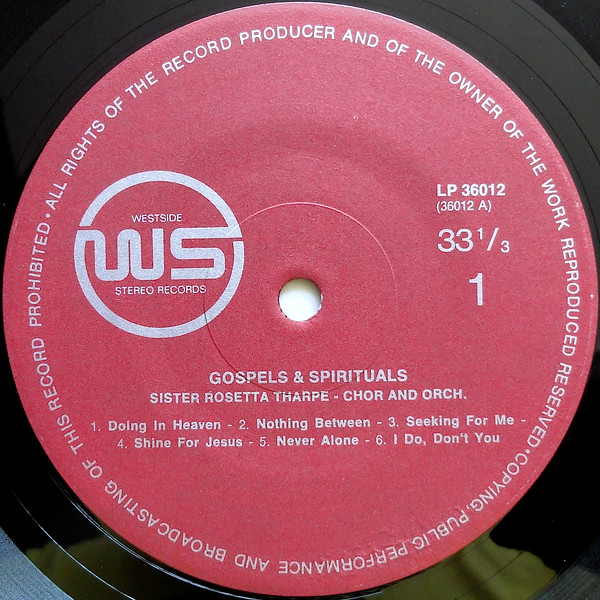 ALL RIGHTS OF THE RECORD PRODUCER AND OF THE OWNER OF THE WORK REPRODUCED RESERVED • COPYING, PUBLIC PERFORMANCE AND BROADCASTING OF THIS RECORD PROHIBITED •
WESTSIDE
WS
STEREO RECORDS
LP 36012
(36012 A)
33 1/3
1
GOSPELS & SPIRITUALS
SISTER ROSETTA THARPE - CHOR AND ORCH.
1. Doing In Heaven - 2. Nothing Between - 3. Seeking For Me -
4. Shine For Jesus - 5. Never Alone - 6. I Do, Don't You